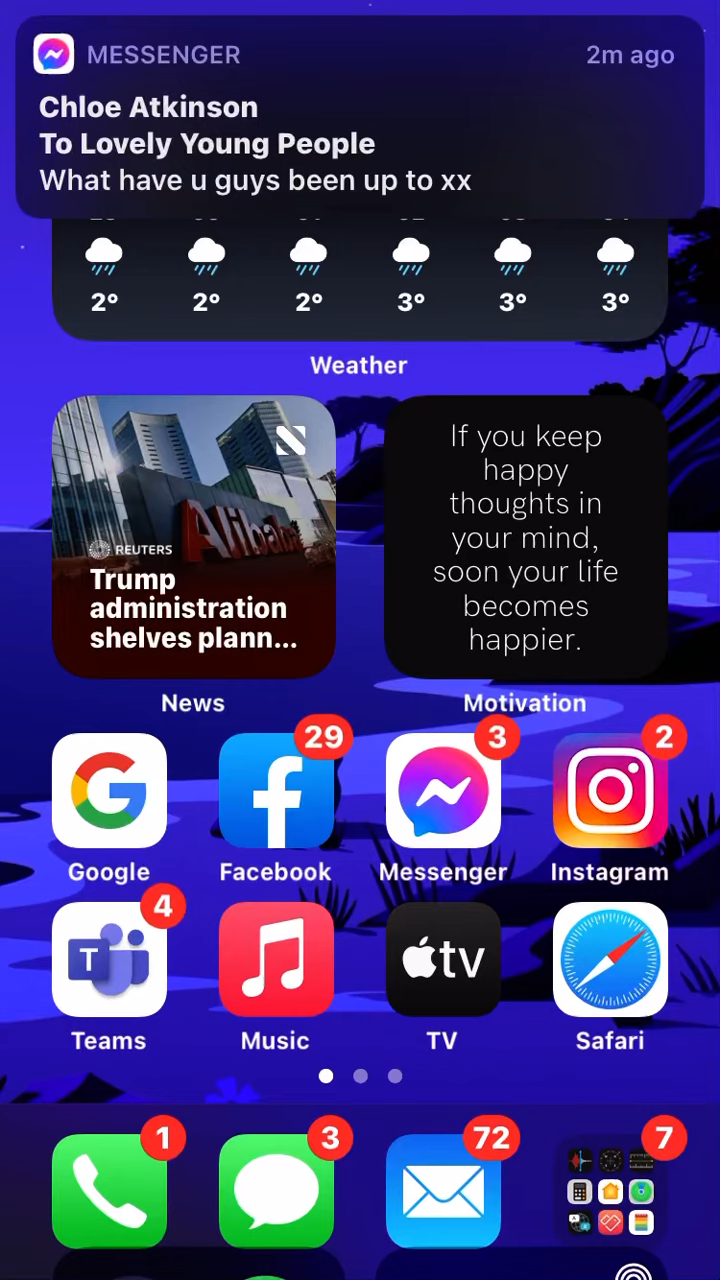 MESSENGER 2m ago
Chloe Atkinson
To Lovely Young People
What have u guys been up to xx
2° 2° 2° 3° 3° 3°
Weather
Alibaba
REUTERS
Trump
administration
shelves plann...
News
If you keep
happy
thoughts in
your mind,
soon your life
becomes
happier.
Motivation
29 3 2
Google Facebook Messenger Instagram
4
T
tv
Teams Music TV Safari
1 3 72 7